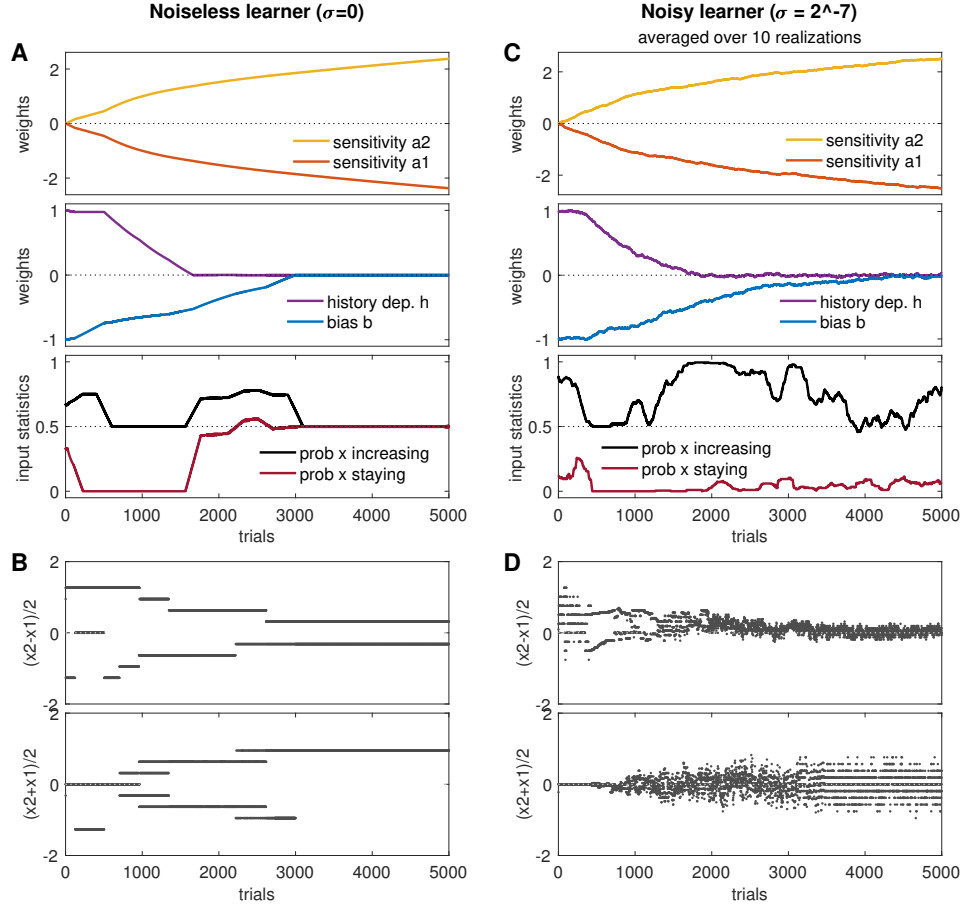 Noiseless learner (σ=0)
A
weights
2
0
-2
sensitivity a2
sensitivity a1
weights
1
0
-1
history dep. h
bias b
input statistics
1
0.5
0
prob x increasing
prob x staying
0 1000 2000 3000 4000 5000
trials
B
(x2-x1)/2
2
0
-2
(x2+x1)/2
2
0
-2
0 1000 2000 3000 4000 5000
trials
Noisy learner (σ = 2^-7)
averaged over 10 realizations
C
weights
2
0
-2
sensitivity a2
sensitivity a1
weights
1
0
-1
history dep. h
bias b
input statistics
1
0.5
0
prob x increasing
prob x staying
0 1000 2000 3000 4000 5000
trials
D
(x2-x1)/2
2
0
-2
(x2+x1)/2
2
0
-2
0 1000 2000 3000 4000 5000
trials